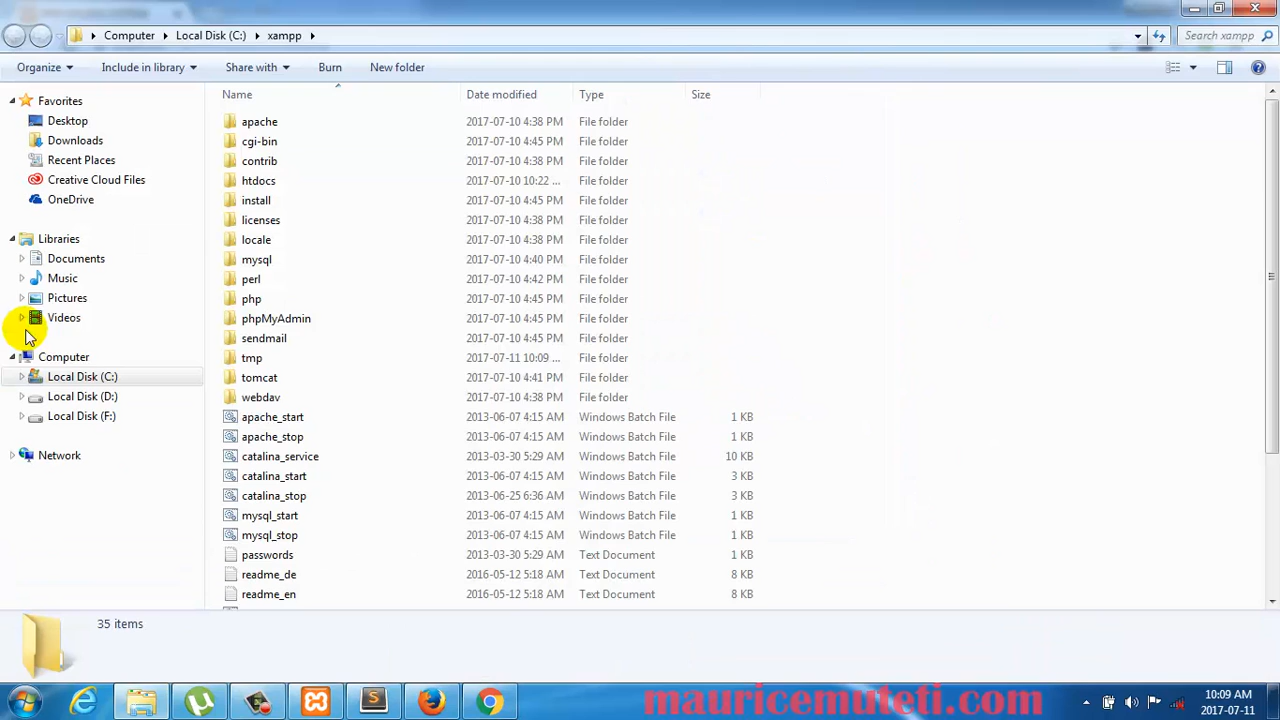 Computer Local Disk (C:) xampp Search xampp
Organize Include in library Share with Burn New folder
Name Date modified Type Size
Favorites
Desktop
Downloads
Recent Places
Creative Cloud Files
OneDrive
Libraries
Documents
Music
Pictures
Videos
Computer
Local Disk (C:)
Local Disk (D:)
Local Disk (F:)
Network
apache 2017-07-10 4:38 PM File folder
cgi-bin 2017-07-10 4:45 PM File folder
contrib 2017-07-10 4:38 PM File folder
htdocs 2017-07-10 10:22 ... File folder
install 2017-07-10 4:45 PM File folder
licenses 2017-07-10 4:38 PM File folder
locale 2017-07-10 4:38 PM File folder
mysql 2017-07-10 4:40 PM File folder
perl 2017-07-10 4:42 PM File folder
php 2017-07-10 4:45 PM File folder
phpMyAdmin 2017-07-10 4:45 PM File folder
sendmail 2017-07-10 4:45 PM File folder
tmp 2017-07-11 10:09 ... File folder
tomcat 2017-07-10 4:41 PM File folder
webdav 2017-07-10 4:38 PM File folder
apache_start 2013-06-07 4:15 AM Windows Batch File 1 KB
apache_stop 2013-06-07 4:15 AM Windows Batch File 1 KB
catalina_service 2013-03-30 5:29 AM Windows Batch File 10 KB
catalina_start 2013-06-07 4:15 AM Windows Batch File 3 KB
catalina_stop 2013-06-25 6:36 AM Windows Batch File 3 KB
mysql_start 2013-06-07 4:15 AM Windows Batch File 1 KB
mysql_stop 2013-06-07 4:15 AM Windows Batch File 1 KB
passwords 2013-03-30 5:29 AM Text Document 1 KB
readme_de 2016-05-12 5:18 AM Text Document 8 KB
readme_en 2016-05-12 5:18 AM Text Document 8 KB
35 items
mauricemuteti.com
10:09 AM
2017-07-11